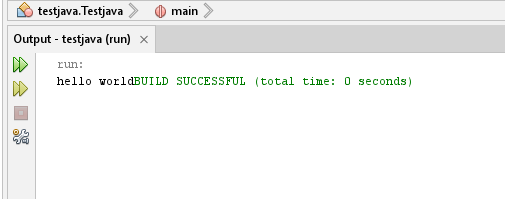 testjava.Testjava main
Output - testjava (run)
run:
hello worldBUILD SUCCESSFUL (total time: 0 seconds)